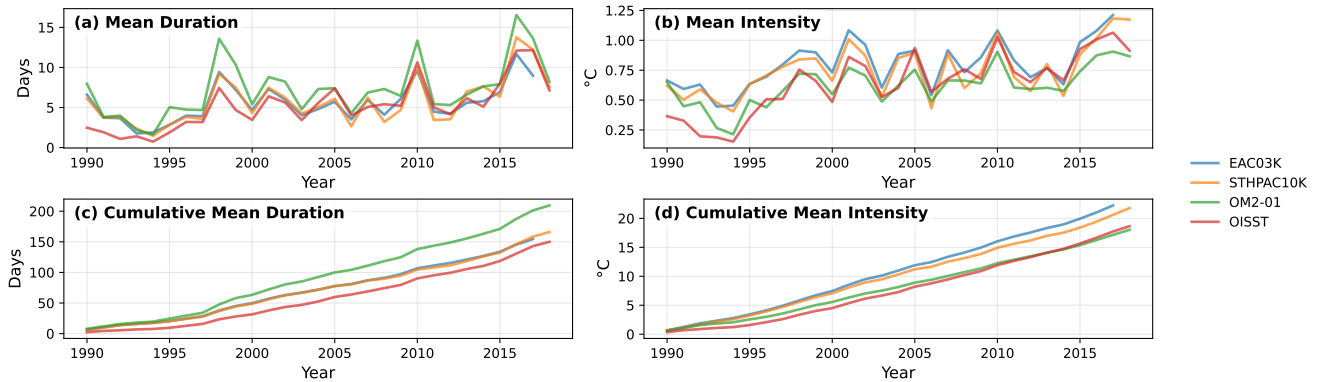 (a) Mean Duration
Days
15
10
5
0
1990 1995 2000 2005 2010 2015
Year
(b) Mean Intensity
°C
1.25
1.00
0.75
0.50
0.25
1990 1995 2000 2005 2010 2015
Year
(c) Cumulative Mean Duration
Days
200
150
100
50
0
1990 1995 2000 2005 2010 2015
Year
(d) Cumulative Mean Intensity
°C
20
15
10
5
0
1990 1995 2000 2005 2010 2015
Year
EAC03K
STHPAC10K
OM2-01
OISST